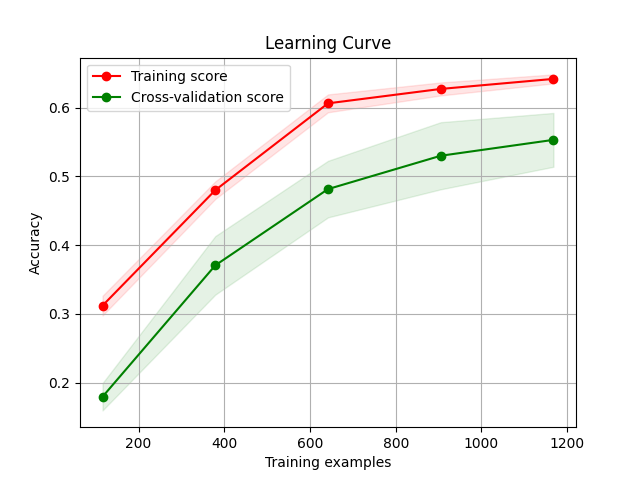 Learning Curve
Training score
Cross-validation score
0.6
0.5
0.4
0.3
0.2
Accuracy
200 400 600 800 1000 1200
Training examples